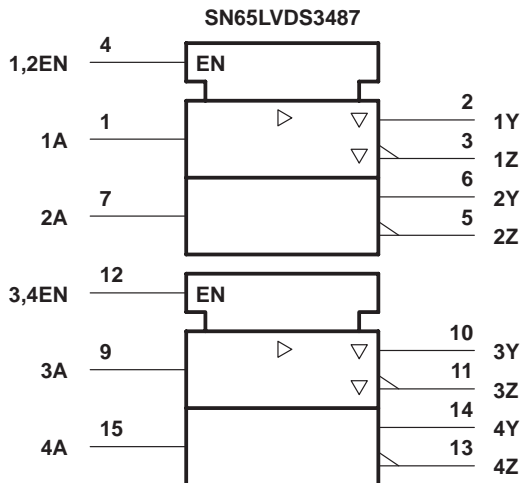 SN65LVDS3487
4
1,2EN EN
1 2
1A 1Y
3
1Z
7 6
2A 2Y
5
2Z
12
3,4EN EN
9 10
3A 3Y
11
3Z
15 14
4A 4Y
13
4Z